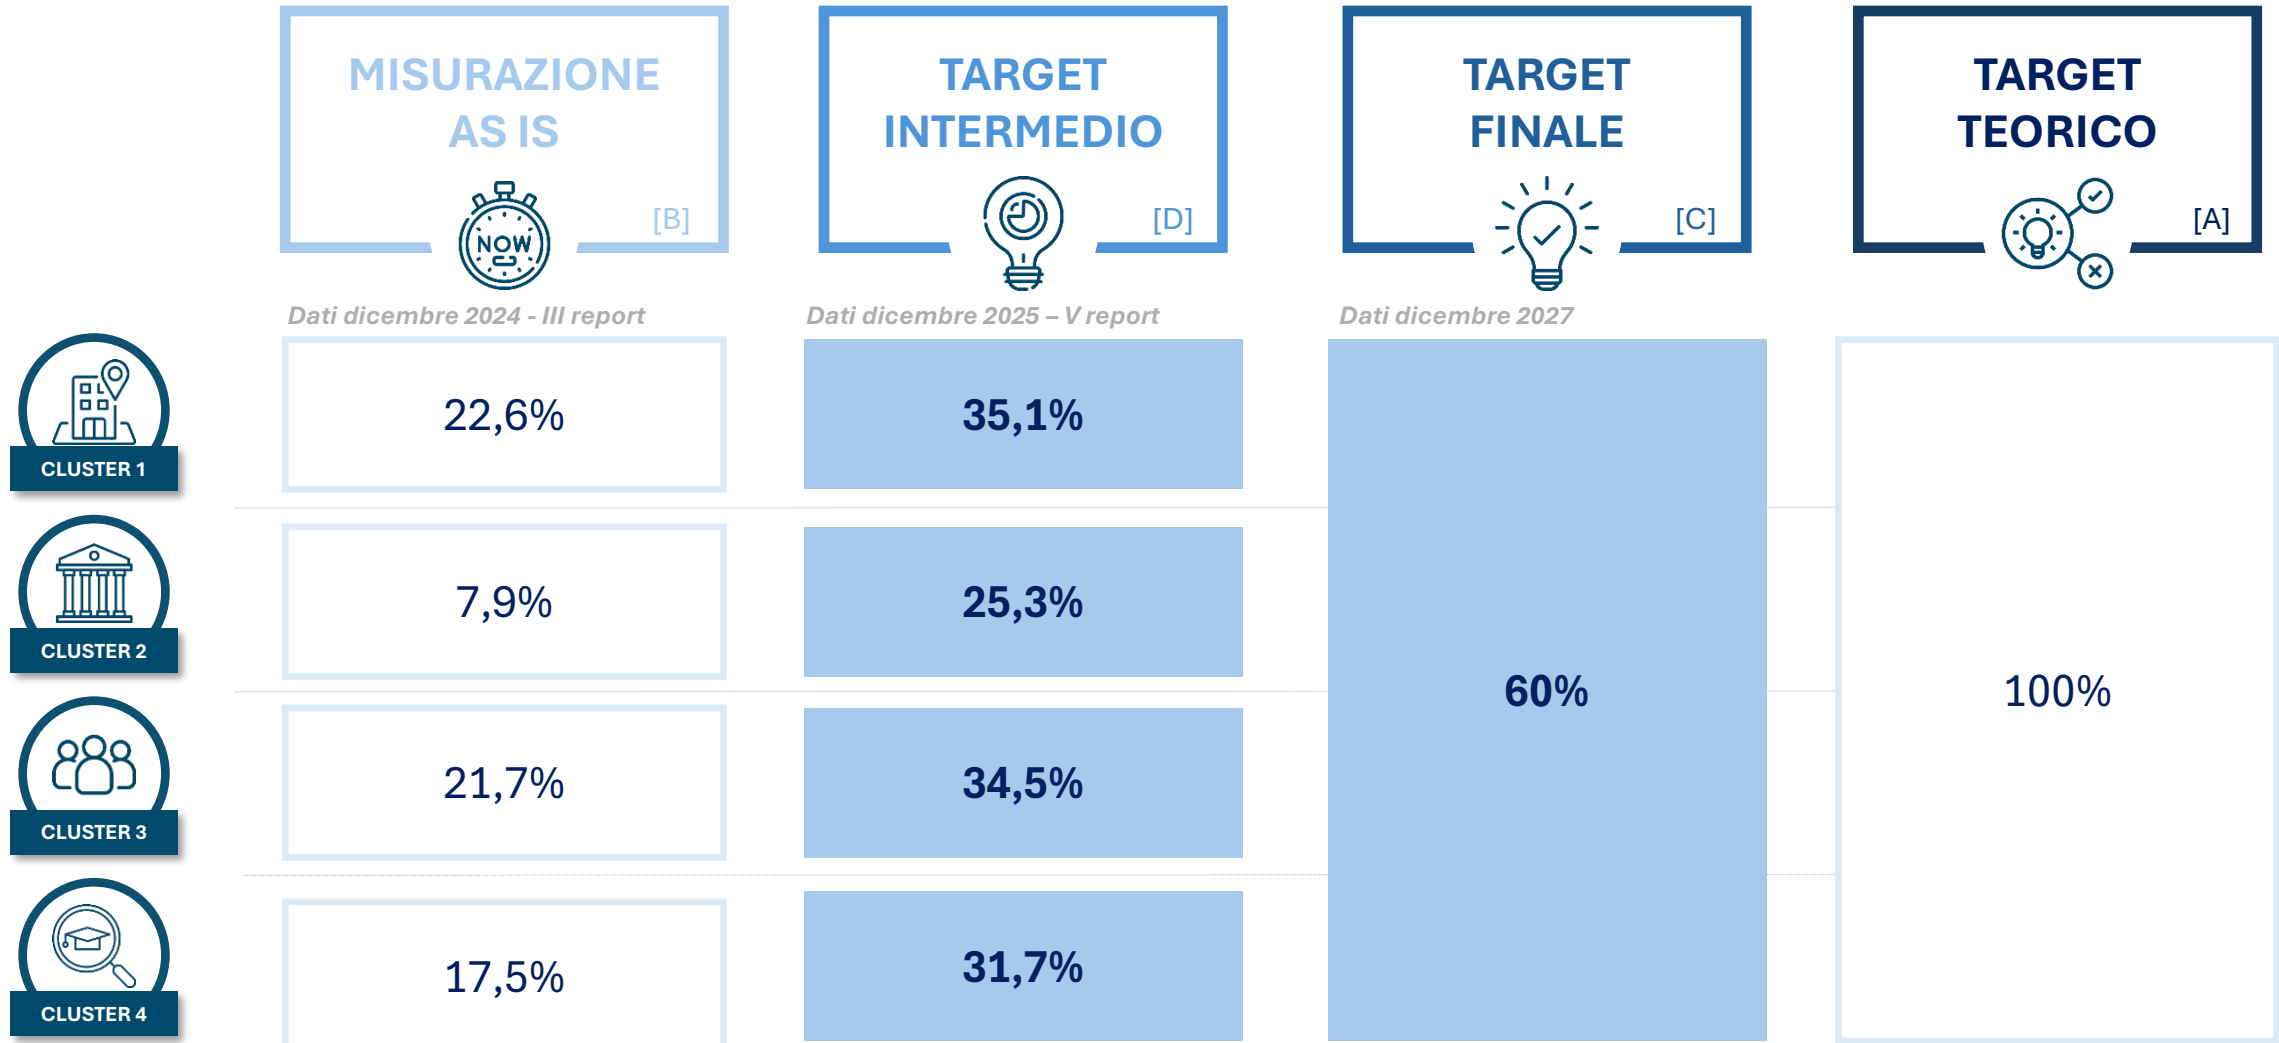 MISURAZIONE
AS IS
[B]
NOW
TARGET
INTERMEDIO
[D]
TARGET
FINALE
[C]
TARGET
TEORICO
[A]
Dati dicembre 2024 - III report
Dati dicembre 2025 – V report
Dati dicembre 2027
CLUSTER 1
22,6%
35,1%
CLUSTER 2
7,9%
25,3%
60%
100%
CLUSTER 3
21,7%
34,5%
CLUSTER 4
17,5%
31,7%